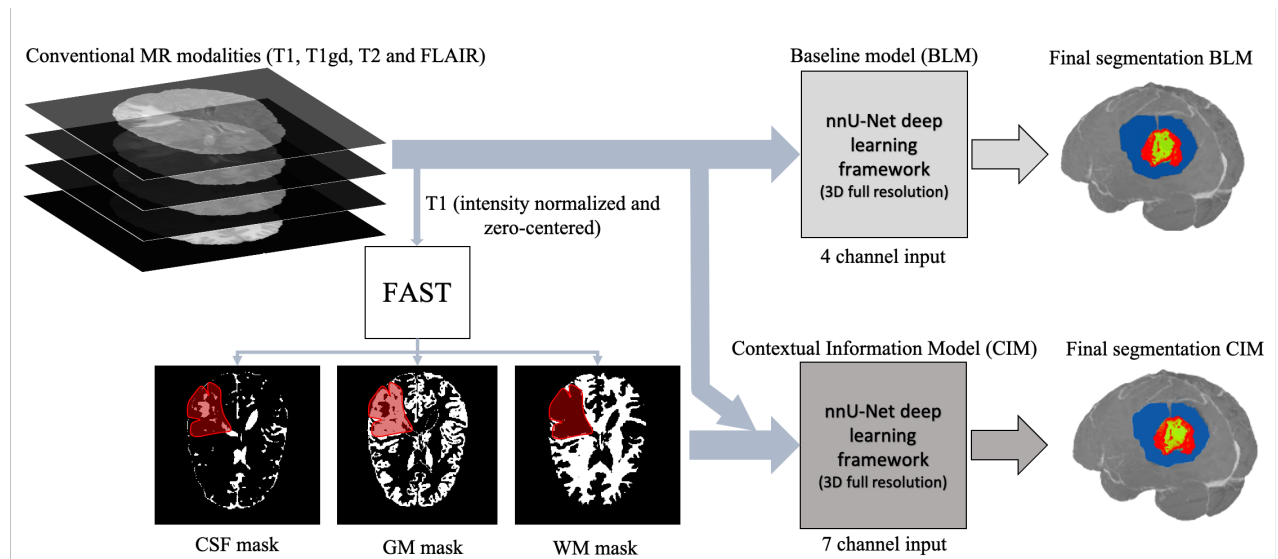 Conventional MR modalities (T1, T1gd, T2 and FLAIR)
Baseline model (BLM)
Final segmentation BLM
nnU-Net deep
learning
framework
(3D full resolution)
4 channel input
T1 (intensity normalized and
zero-centered)
FAST
CSF mask
GM mask
WM mask
Contextual Information Model (CIM)
Final segmentation CIM
nnU-Net deep
learning
framework
(3D full resolution)
7 channel input